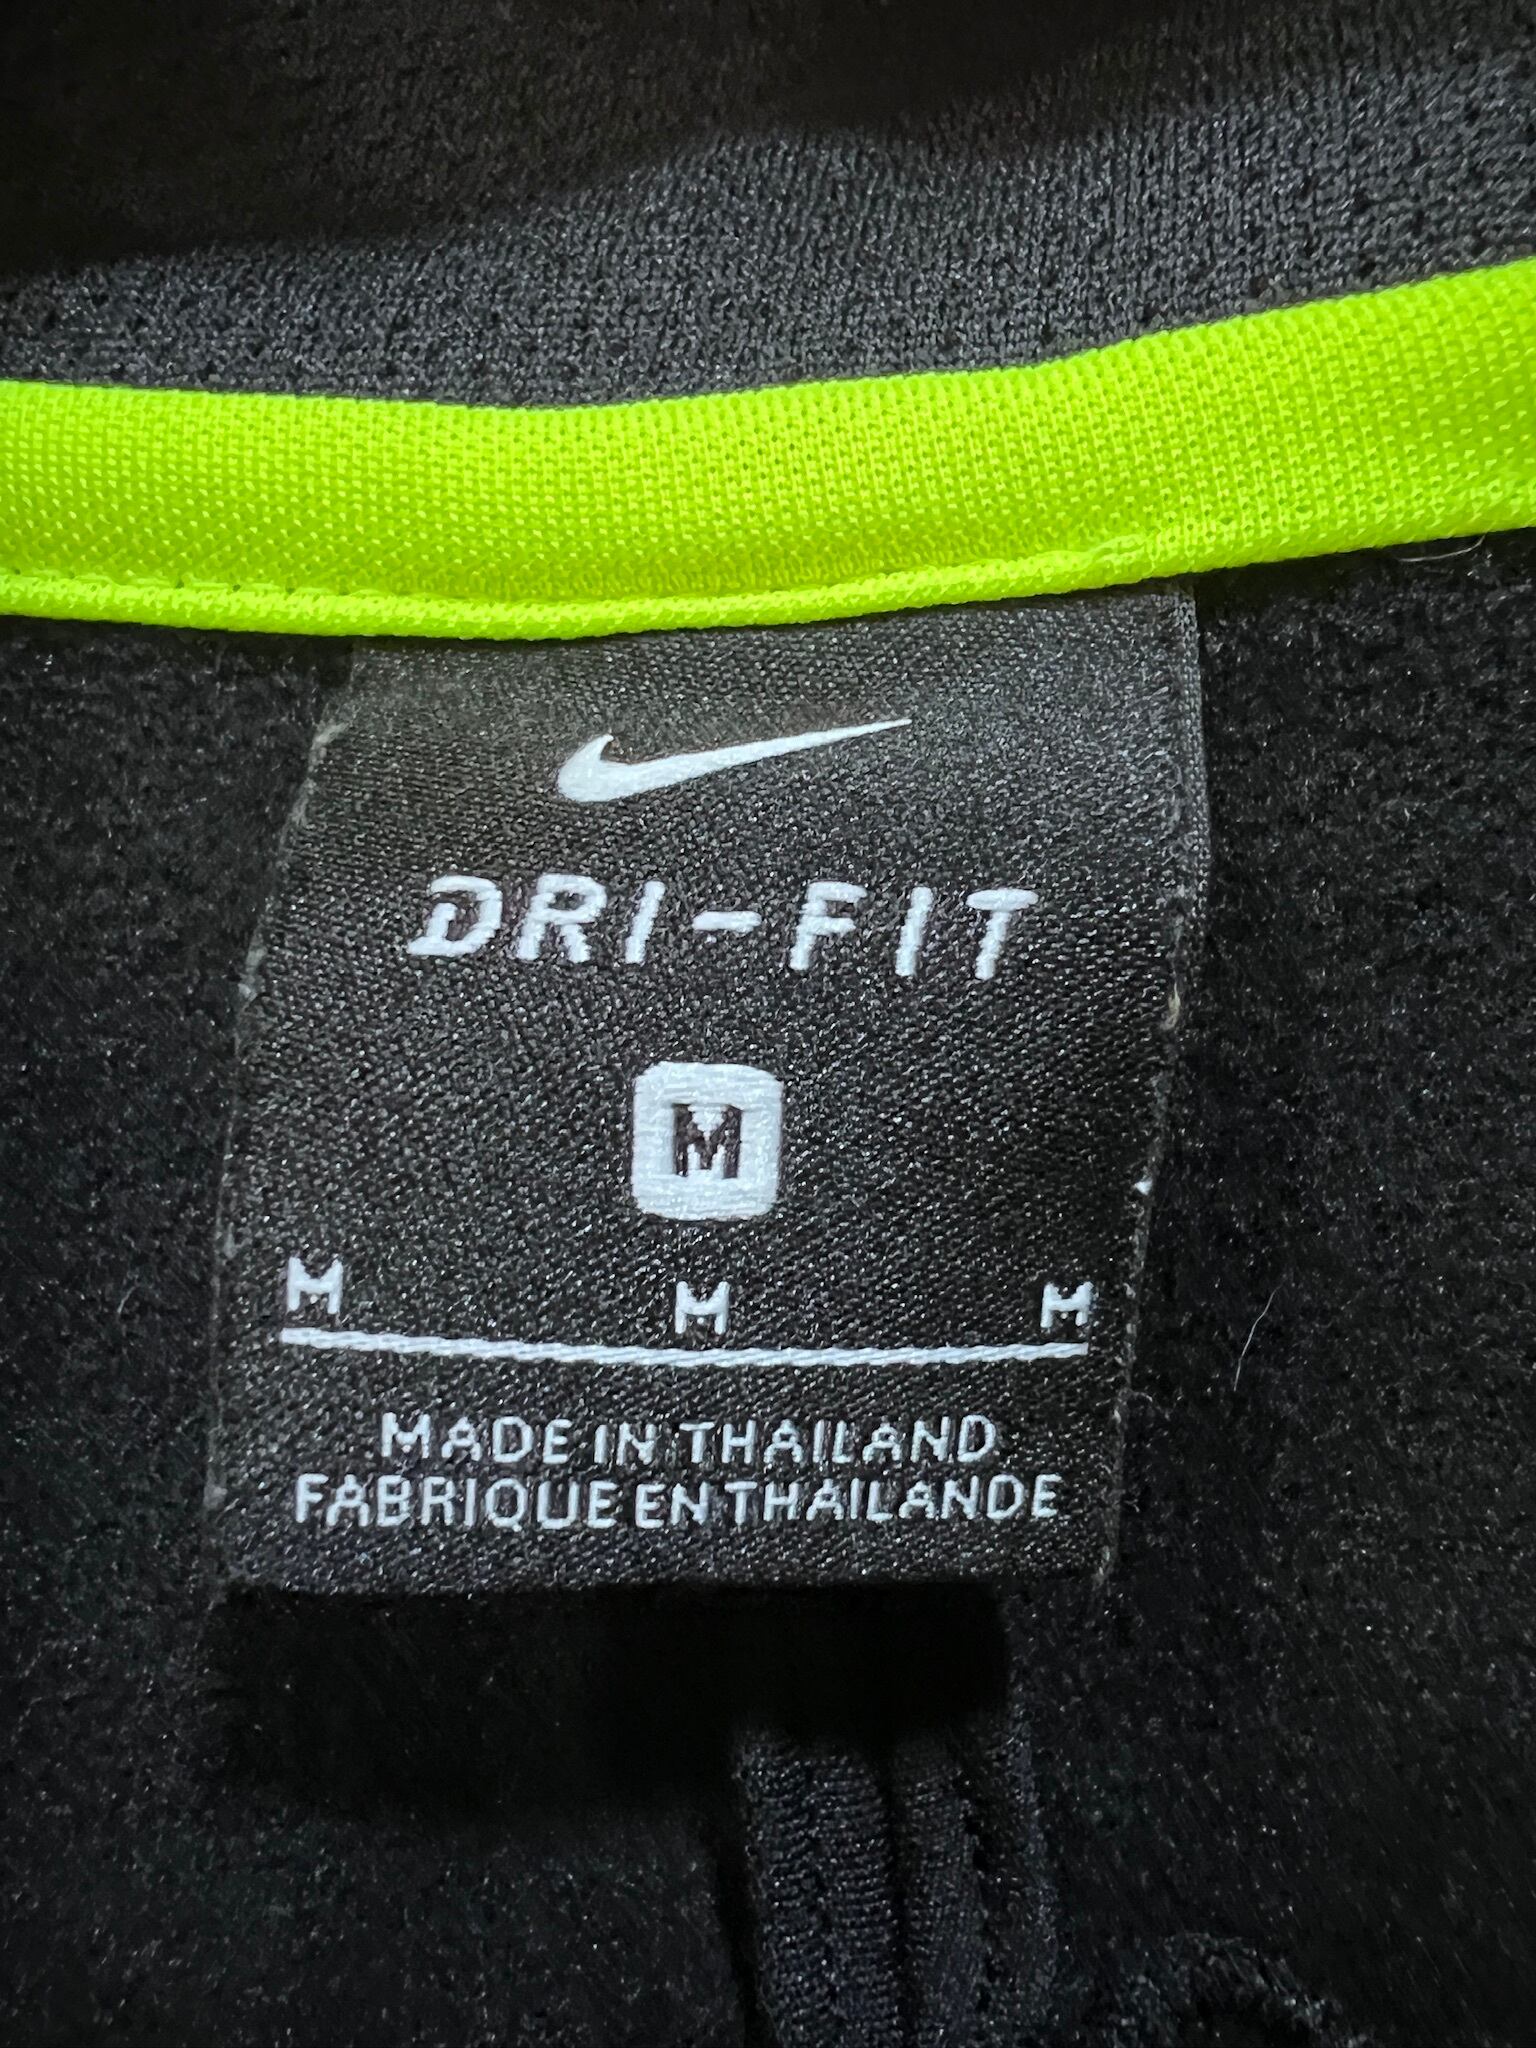 DRI-FIT
M
M M M
MADE IN THAILAND
FABRIQUE EN THAILANDE